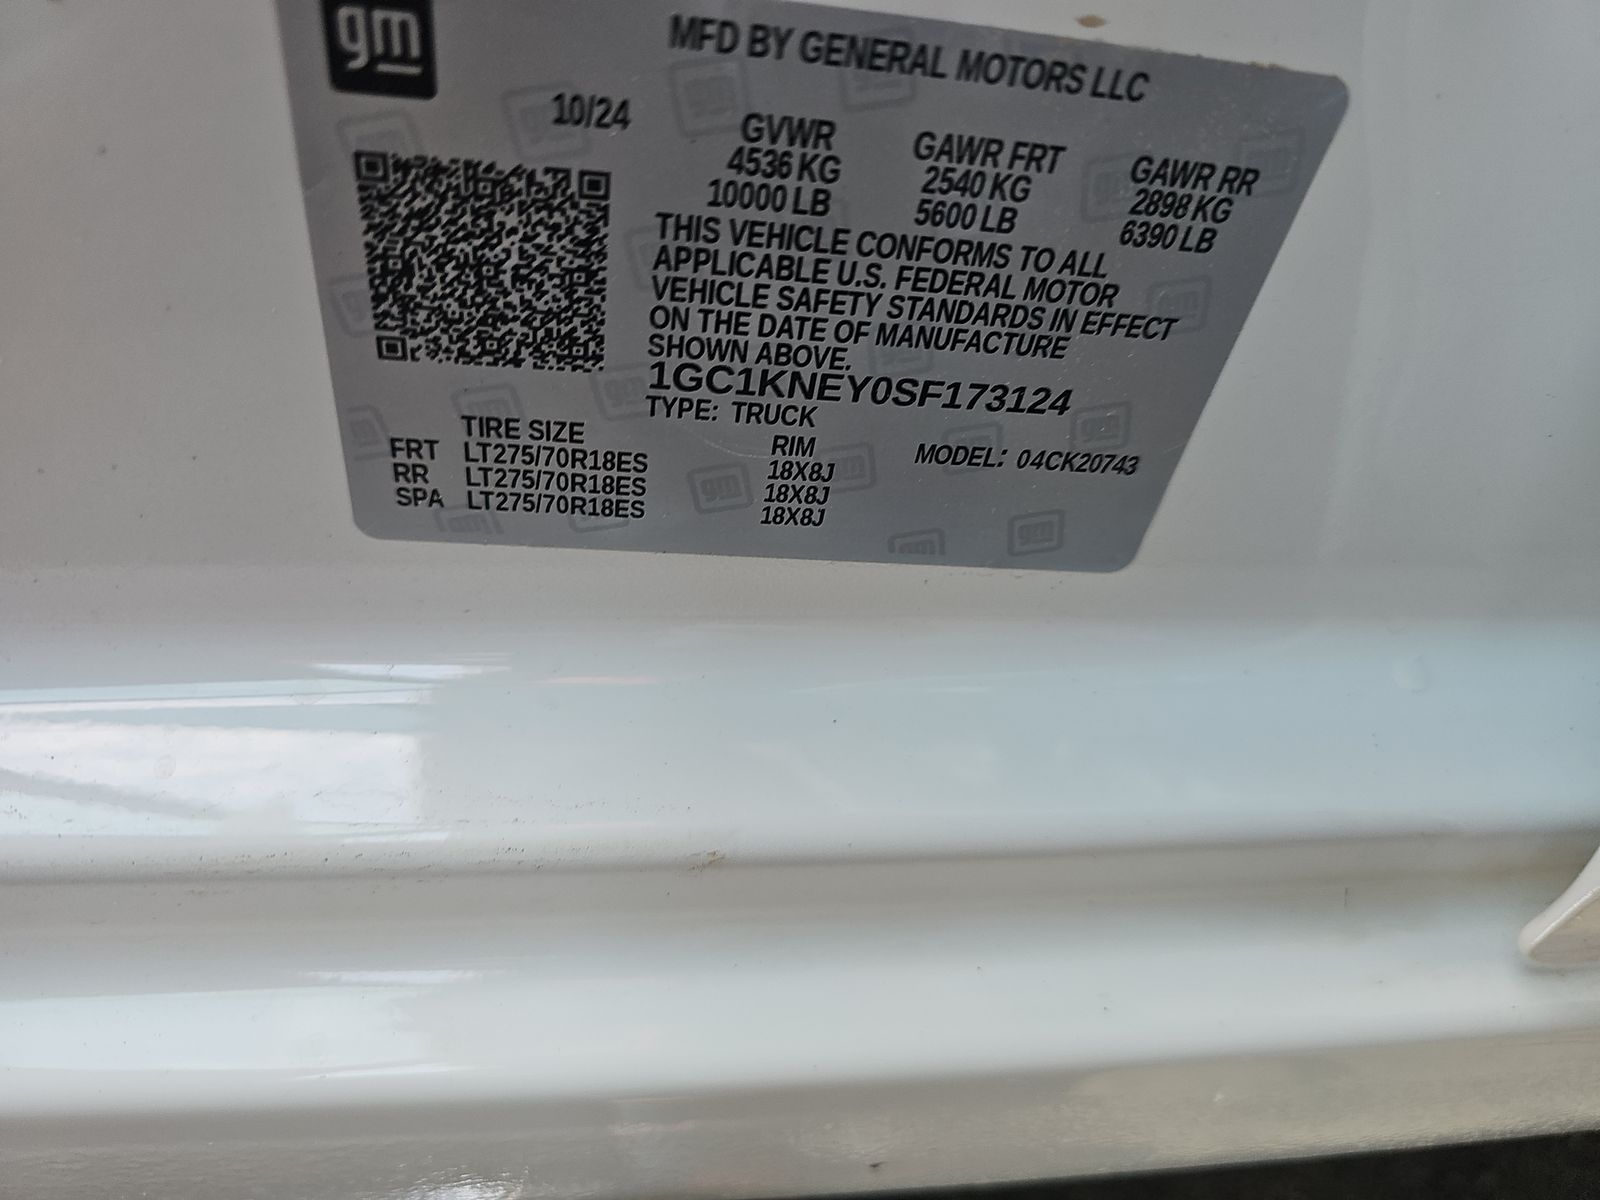 gm
MFD BY GENERAL MOTORS LLC
10/24
GVWR
4536 KG
10000 LB
GAWR FRT
2540 KG
5600 LB
GAWR RR
2898 KG
6390 LB
THIS VEHICLE CONFORMS TO ALL
APPLICABLE U.S. FEDERAL MOTOR
VEHICLE SAFETY STANDARDS IN EFFECT
ON THE DATE OF MANUFACTURE
SHOWN ABOVE.
1GC1KNEY0SF173124
TYPE: TRUCK
MODEL: 04CK20743
TIRE SIZE RIM
FRT LT275/70R18ES 18X8J
RR LT275/70R18ES 18X8J
SPA LT275/70R18ES 18X8J